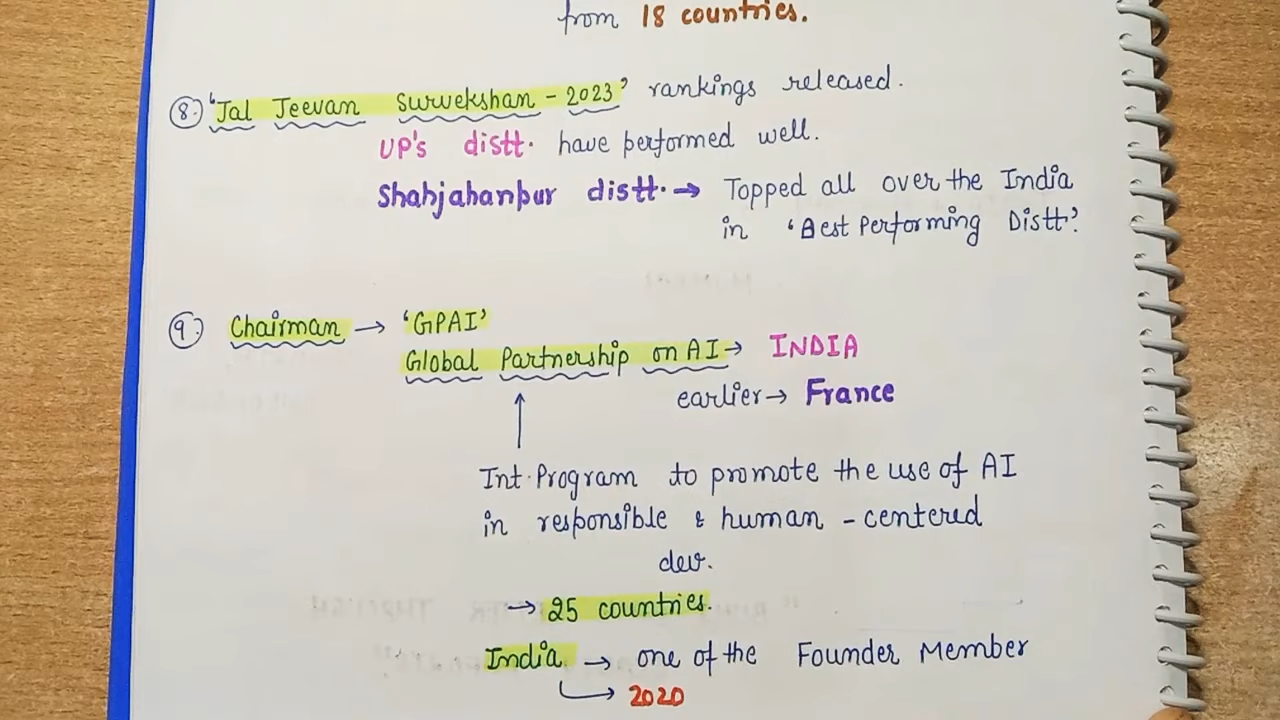 from 18 countries.
8. 'Jal Jeevan Survekshan - 2023' rankings released.
UP's distt. have performed well.
Shahjahanpur distt. → Topped all over the India
in 'Best Performing Distt'.
9. Chairman → 'GPAI'
Global Partnership on AI → INDIA
earlier → France
Int. Program to promote the use of AI
in responsible & human - centered
dev.
→ 25 countries.
India → one of the Founder Member
→ 2020